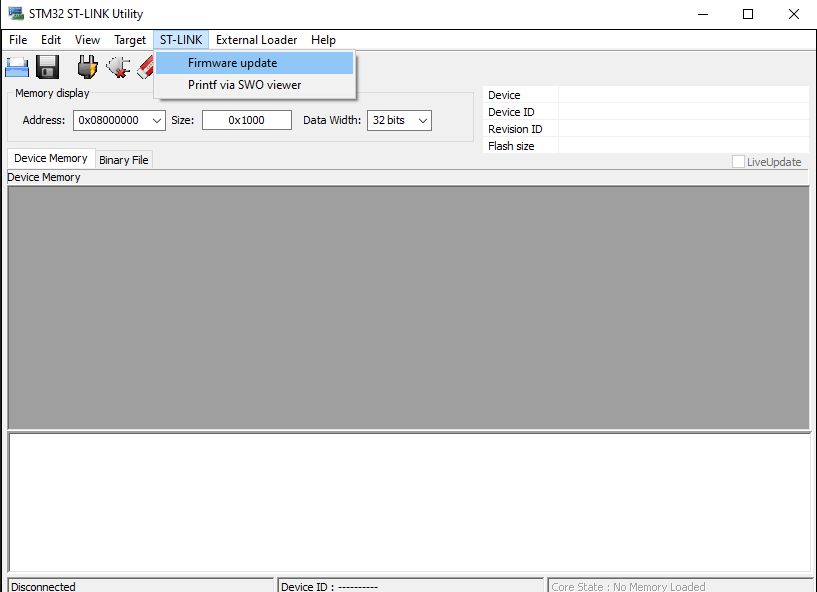 STM32 ST-LINK Utility
File Edit View Target ST-LINK External Loader Help
Firmware update
Printf via SWO viewer
Memory display
Address: 0x08000000 Size: 0x1000 Data Width: 32 bits
Device
Device ID
Revision ID
Flash size
LiveUpdate
Device Memory Binary File
Device Memory
Disconnected Device ID : ---------- Core State : No Memory Loaded